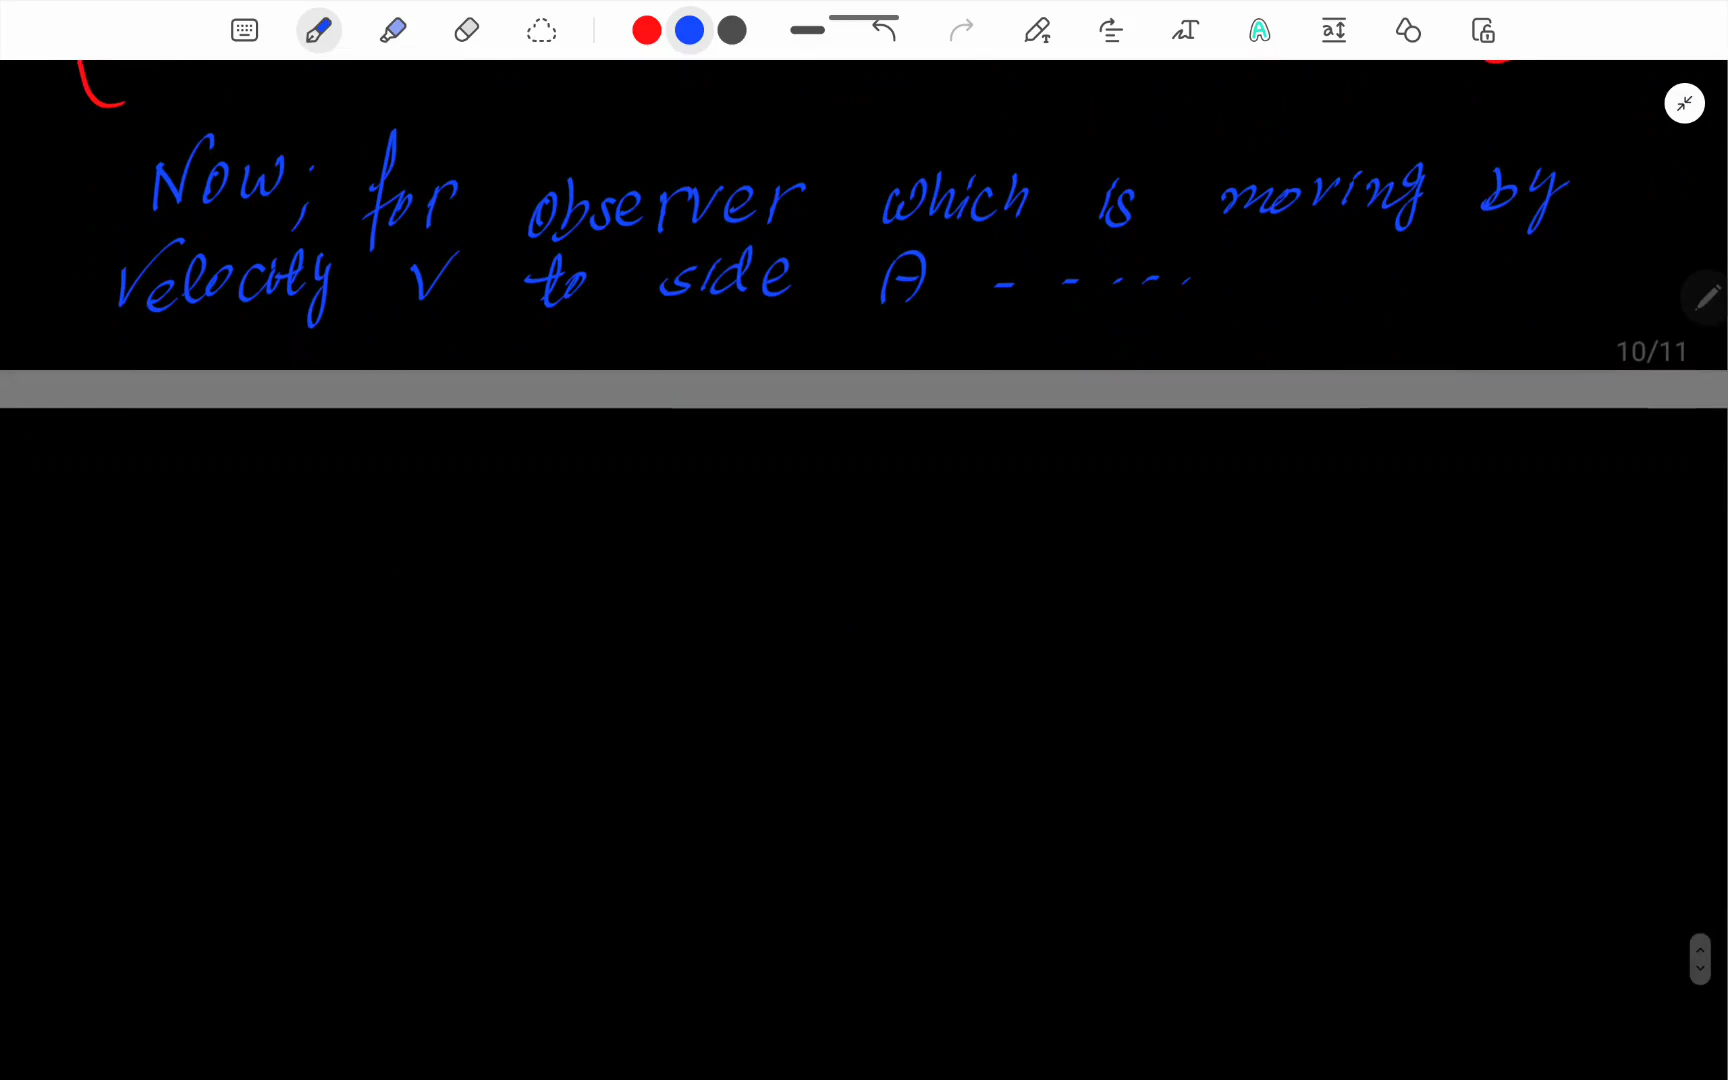 Now; for observer which is moving by
velocity v to side A - - - - -
10/11